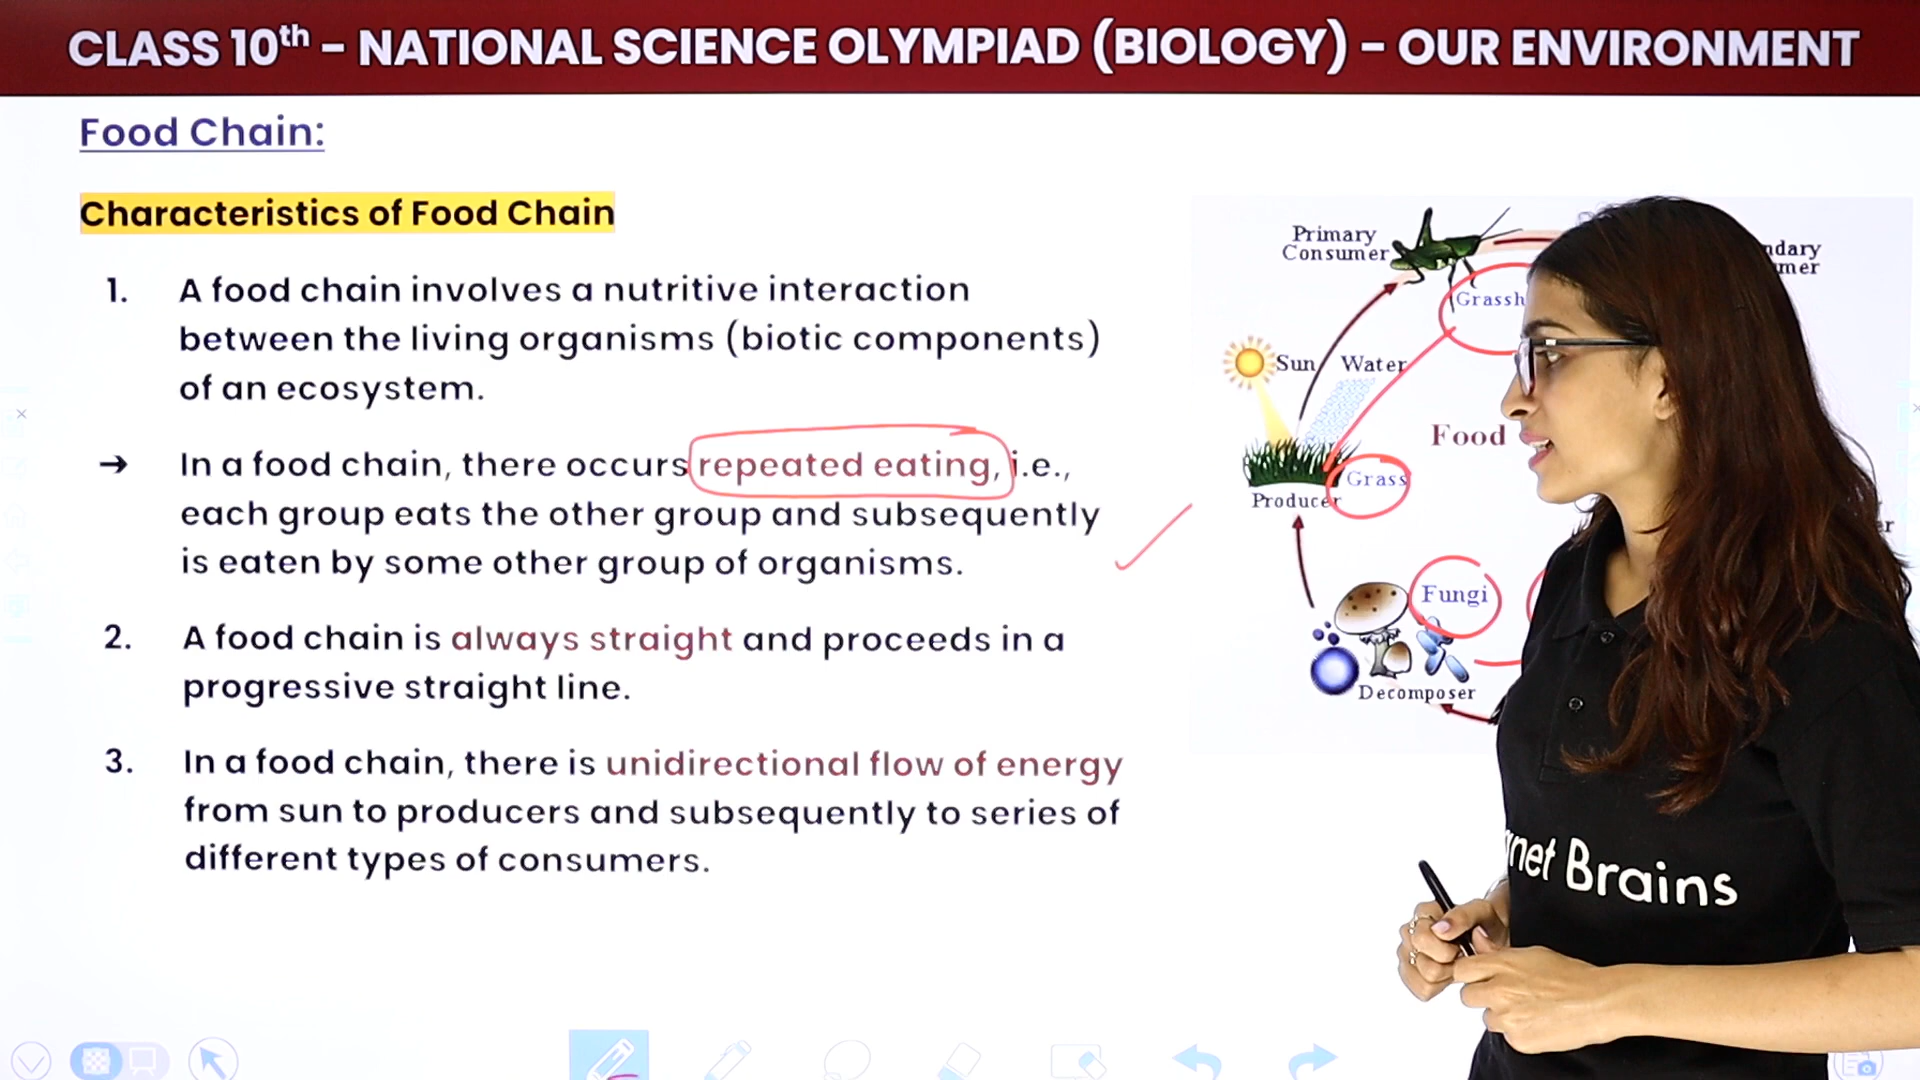 CLASS 10th – NATIONAL SCIENCE OLYMPIAD (BIOLOGY) – OUR ENVIRONMENT
Food Chain:
Characteristics of Food Chain
1. A food chain involves a nutritive interaction
between the living organisms (biotic components)
of an ecosystem.
→ In a food chain, there occurs repeated eating, i.e.,
each group eats the other group and subsequently
is eaten by some other group of organisms.
2. A food chain is always straight and proceeds in a
progressive straight line.
3. In a food chain, there is unidirectional flow of energy
from sun to producers and subsequently to series of
different types of consumers.
Primary
Consumer
Grassh
Sun
Water
Food
Grass
Producer
Fungi
Decomposer
ndary
mer
er
net Brains